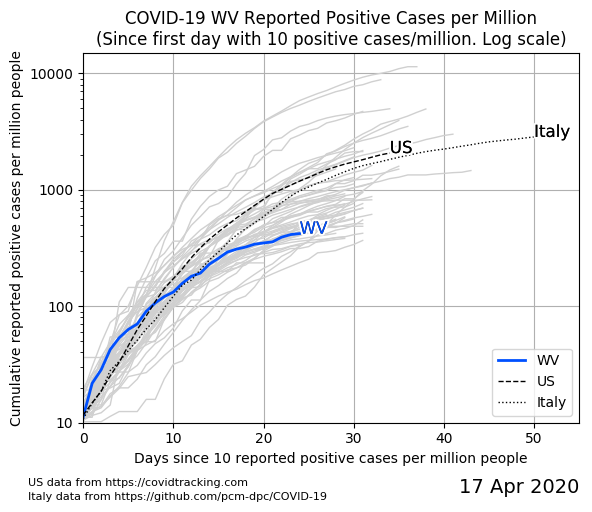 COVID-19 WV Reported Positive Cases per Million
(Since first day with 10 positive cases/million. Log scale)
Cumulative reported positive cases per million people
10000
1000
100
10
Italy
US
WV
WV
US
Italy
0
10
20
30
40
50
Days since 10 reported positive cases per million people
US data from https://covidtracking.com
Italy data from https://github.com/pcm-dpc/COVID-19
17 Apr 2020